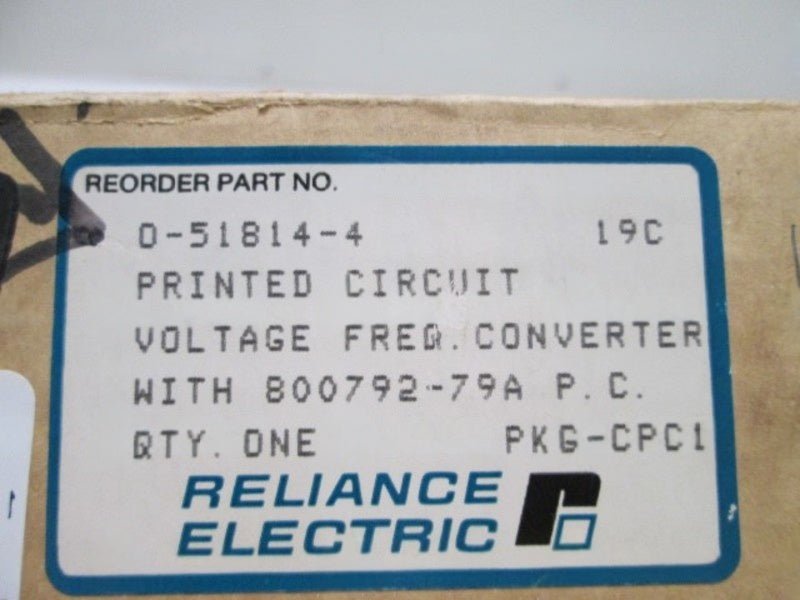 REORDER PART NO.
0-51814-4 19C
PRINTED CIRCUIT
VOLTAGE FREQ.CONVERTER
WITH 800792-79A P.C.
QTY. ONE PKG-CPC1
RELIANCE
ELECTRIC